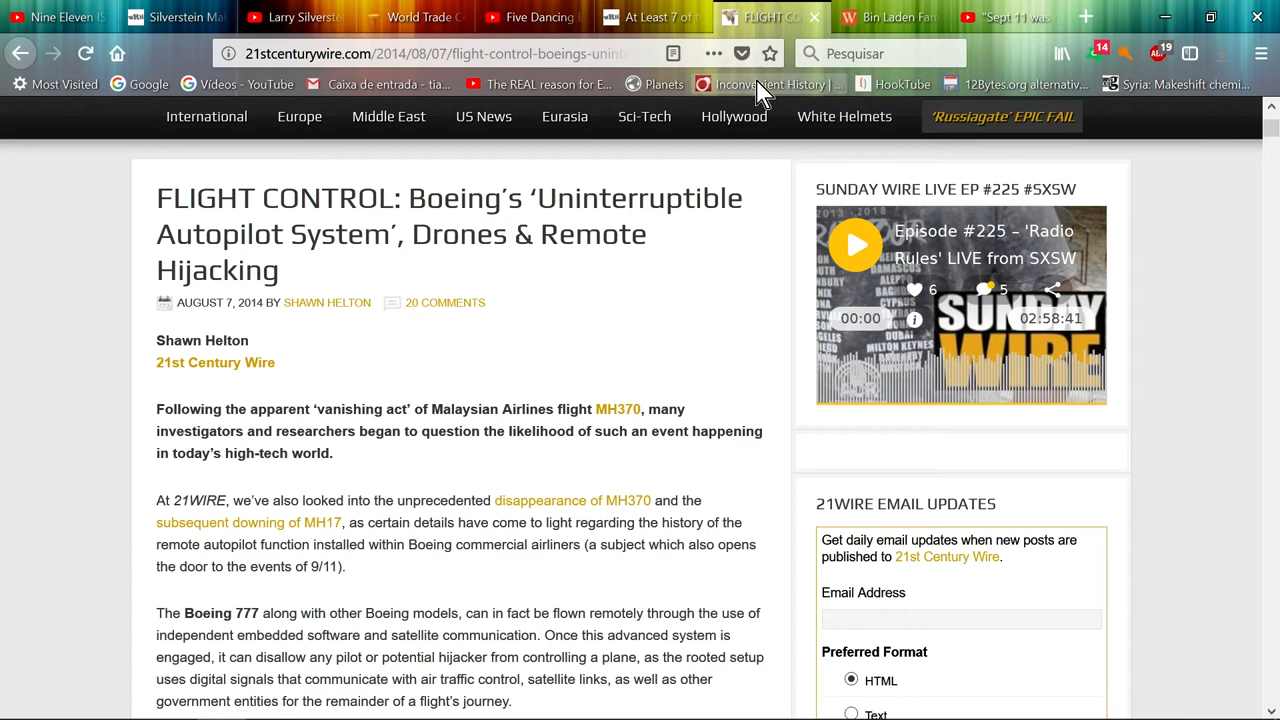 Nine Eleven IS
Silverstein Mal
Larry Silverste
World Trade C
Five Dancing I
At Least 7 of t
FLIGHT CO
Bin Laden Fam
"Sept 11 was
21stcenturywire.com/2014/08/07/flight-control-boeings-unint
Pesquisar
14
19
Most Visited
Google
Vídeos - YouTube
Caixa de entrada - tia...
The REAL reason for E...
Planets
Inconvenient History | ...
HookTube
12Bytes.org alternativ...
Syria: Makeshift chemi...
International
Europe
Middle East
US News
Eurasia
Sci-Tech
Hollywood
White Helmets
'Russiagate' EPIC FAIL
FLIGHT CONTROL: Boeing's ‘Uninterruptible
Autopilot System’, Drones & Remote
Hijacking
AUGUST 7, 2014 BY SHAWN HELTON 20 COMMENTS
Shawn Helton
21st Century Wire
Following the apparent ‘vanishing act’ of Malaysian Airlines flight MH370, many
investigators and researchers began to question the likelihood of such an event happening
in today’s high-tech world.
At 21WIRE, we’ve also looked into the unprecedented disappearance of MH370 and the
subsequent downing of MH17, as certain details have come to light regarding the history of the
remote autopilot function installed within Boeing commercial airliners (a subject which also opens
the door to the events of 9/11).
The Boeing 777 along with other Boeing models, can in fact be flown remotely through the use of
independent embedded software and satellite communication. Once this advanced system is
engaged, it can disallow any pilot or potential hijacker from controlling a plane, as the rooted setup
uses digital signals that communicate with air traffic control, satellite links, as well as other
government entities for the remainder of a flight’s journey.
SUNDAY WIRE LIVE EP #225 #SXSW
Episode #225 – 'Radio
Rules' LIVE from SXSW
6
5
00:00
02:58:41
SUNDAY
WIRE
21WIRE EMAIL UPDATES
Get daily email updates when new posts are
published to 21st Century Wire.
Email Address
Preferred Format
HTML
Text